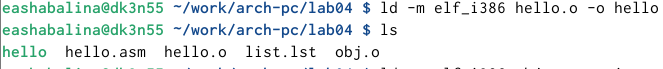 eashabalina@dk3n55 ~/work/arch-pc/lab04 $ ld -m elf_i386 hello.o -o hello
eashabalina@dk3n55 ~/work/arch-pc/lab04 $ ls
hello  hello.asm  hello.o  list.lst  obj.o